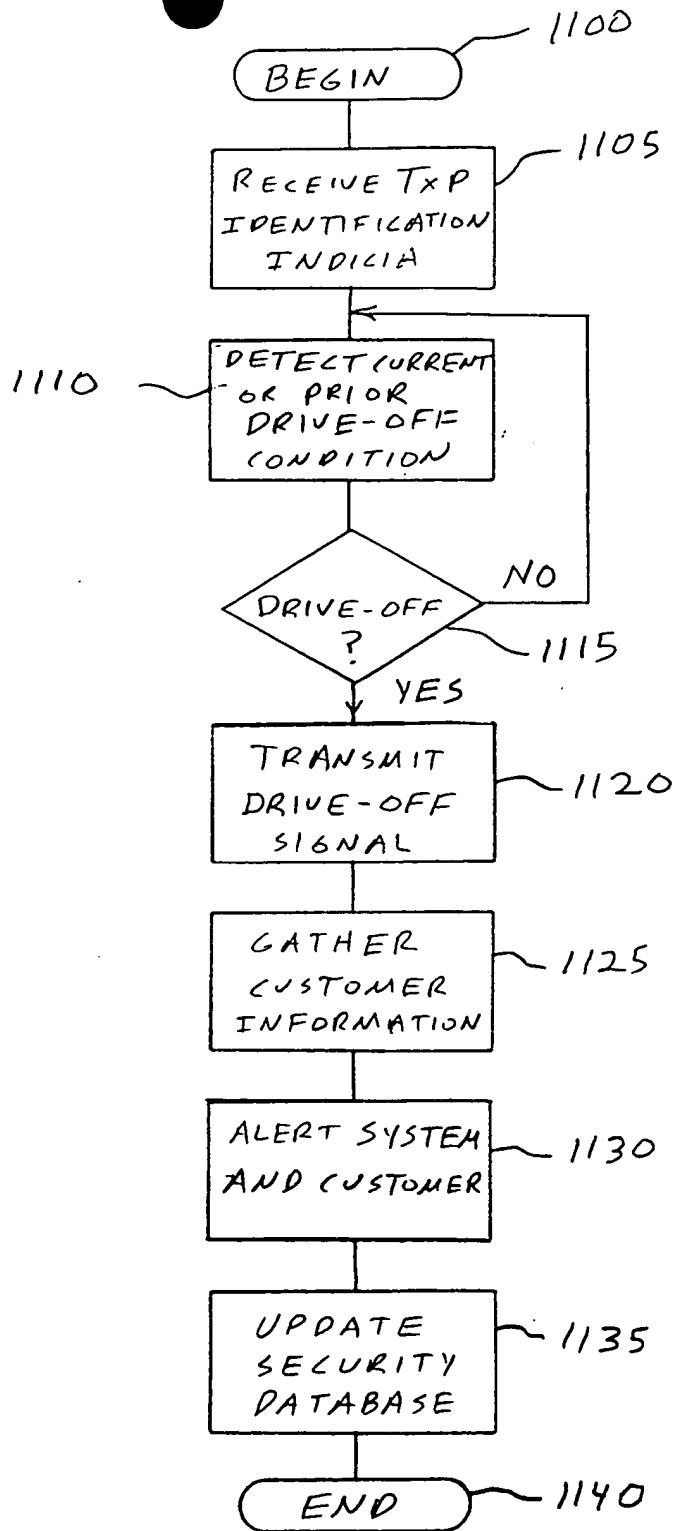 1100
BEGIN
1105
RECEIVE TXP
IDENTIFICATION
INDICIA
1110
DETECT CURRENT
OR PRIOR
DRIVE-OFF
CONDITION
NO
DRIVE-OFF
?
1115
YES
TRANSMIT
DRIVE-OFF
SIGNAL
1120
GATHER
CUSTOMER
INFORMATION
1125
ALERT SYSTEM
AND CUSTOMER
1130
UPDATE
SECURITY
DATABASE
1135
END
1140